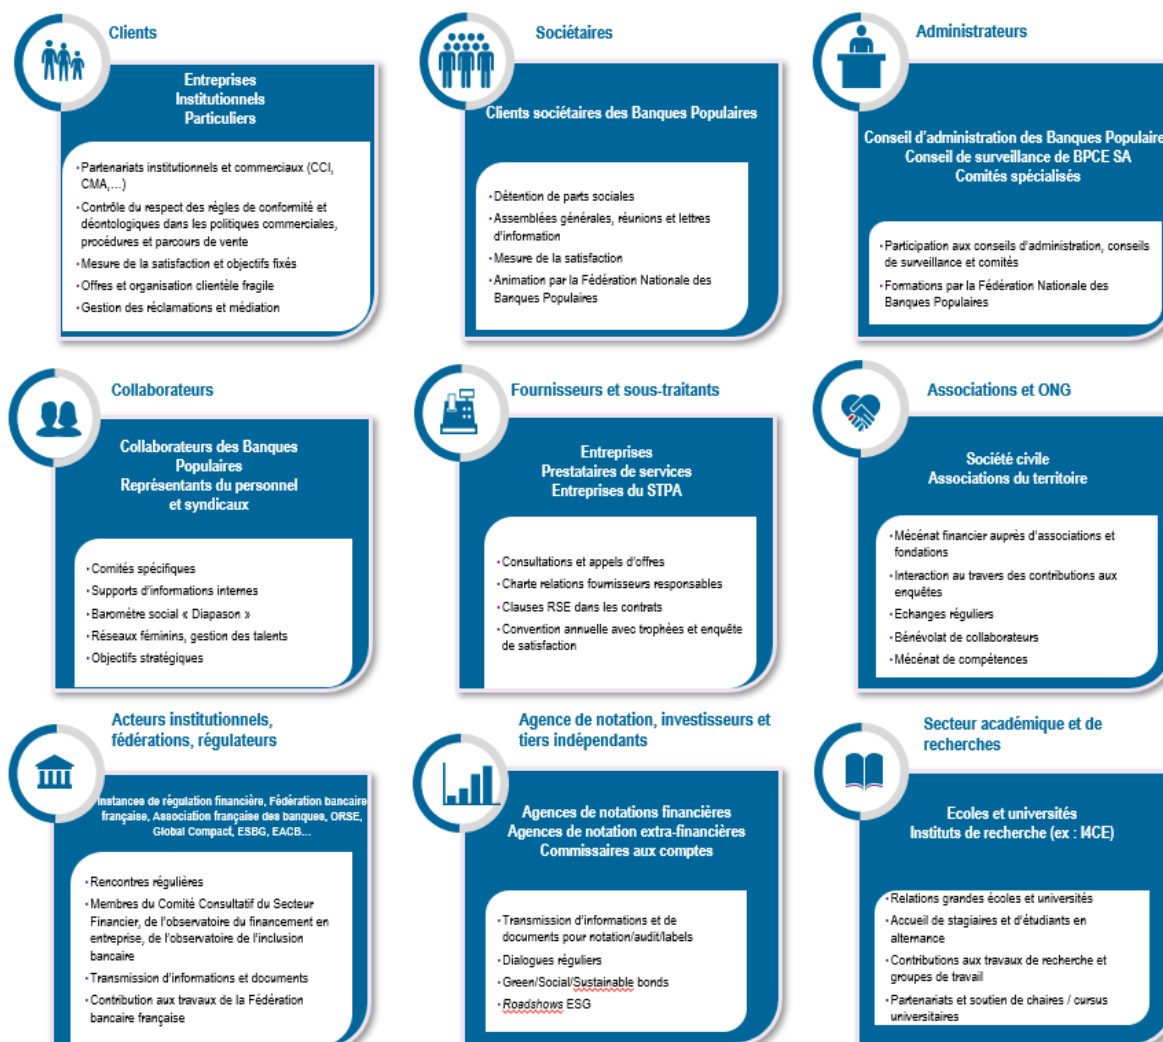 Clients
Entreprises
Institutionnels
Particuliers
• Partenariats institutionnels et commerciaux (CCI,
CMA,…)
• Contrôle du respect des règles de conformité et
déontologiques dans les politiques commerciales,
procédures et parcours de vente
• Mesure de la satisfaction et objectifs fixés
• Offres et organisation clientèle fragile
• Gestion des réclamations et médiation
Sociétaires
Clients sociétaires des Banques Populaires
• Détention de parts sociales
• Assemblées générales, réunions et lettres
d'information
• Mesure de la satisfaction
• Animation par la Fédération Nationale des
Banques Populaires
Administrateurs
Conseil d'administration des Banques Populaire
Conseil de surveillance de BPCE SA
Comités spécialisés
• Participation aux conseils d'administration, conseils
de surveillance et comités
• Formations par la Fédération Nationale des
Banques Populaires
Collaborateurs
Collaborateurs des Banques
Populaires
Représentants du personnel
et syndicaux
• Comités spécifiques
• Supports d'informations internes
• Baromètre social « Diapason »
• Réseaux féminins, gestion des talents
• Objectifs stratégiques
Fournisseurs et sous-traitants
Entreprises
Prestataires de services
Entreprises du STPA
• Consultations et appels d'offres
• Charte relations fournisseurs responsables
• Clauses RSE dans les contrats
• Convention annuelle avec trophées et enquête
de satisfaction
Associations et ONG
Société civile
Associations du territoire
• Mécénat financier auprès d'associations et
fondations
• Interaction au travers des contributions aux
enquêtes
• Echanges réguliers
• Bénévolat de collaborateurs
• Mécénat de compétences
Acteurs institutionnels,
fédérations, régulateurs
Instances de régulation financière, Fédération bancaire
française, Association française des banques, ORSE,
Global Compact, ESBG, EACB...
• Rencontres régulières
• Membres du Comité Consultatif du Secteur
Financier, de l'observatoire du financement en
entreprise, de l'observatoire de l'inclusion
bancaire
• Transmission d'informations et documents
• Contribution aux travaux de la Fédération
bancaire française
Agence de notation, investisseurs et
tiers indépendants
Agences de notations financières
Agences de notation extra-financières
Commissaires aux comptes
• Transmission d'informations et de
documents pour notation/audit/labels
• Dialogues réguliers
• Green/Social/Sustainable bonds
• Roadshows ESG
Secteur académique et de
recherches
Ecoles et universités
Instituts de recherche (ex : I4CE)
• Relations grandes écoles et universités
• Accueil de stagiaires et d'étudiants en
alternance
• Contributions aux travaux de recherche et
groupes de travail
• Partenariats et soutien de chaires / cursus
universitaires